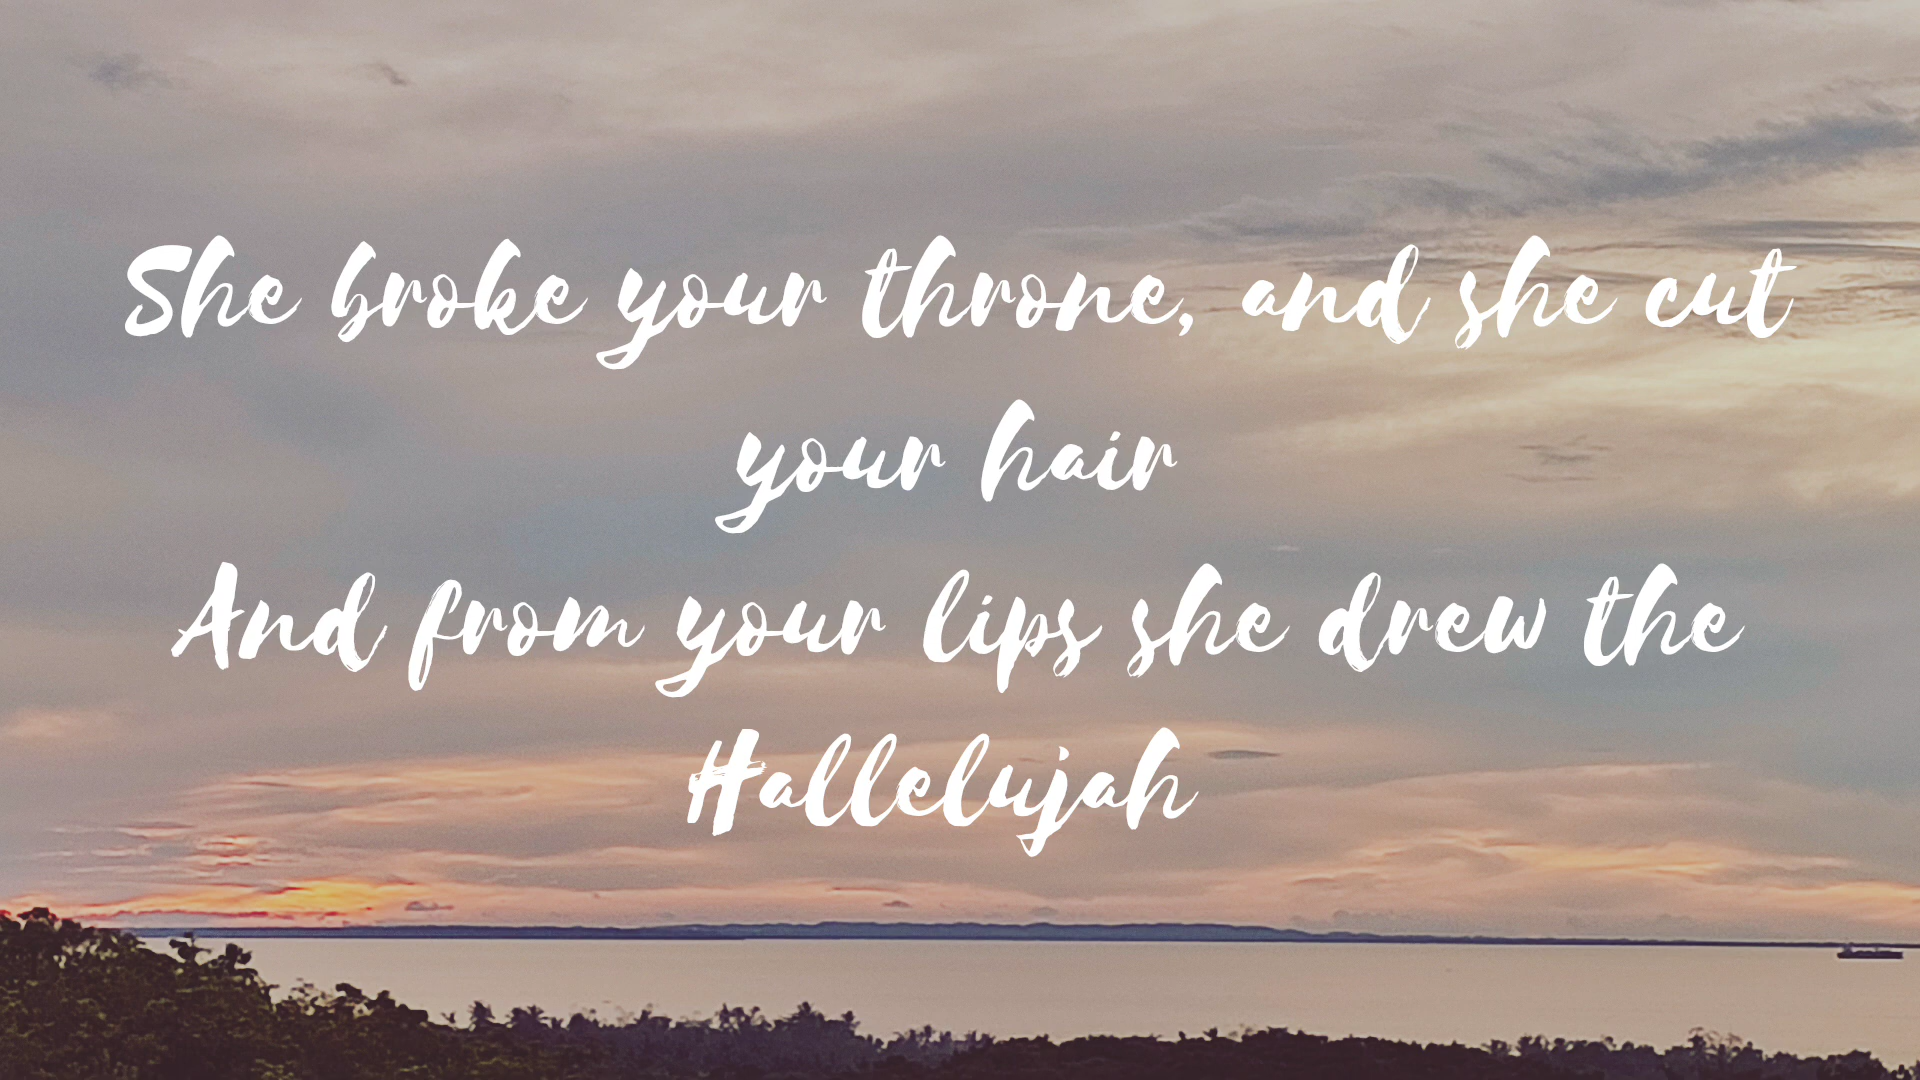 She broke your throne, and she cut
your hair
And from your lips she drew the
Hallelujah